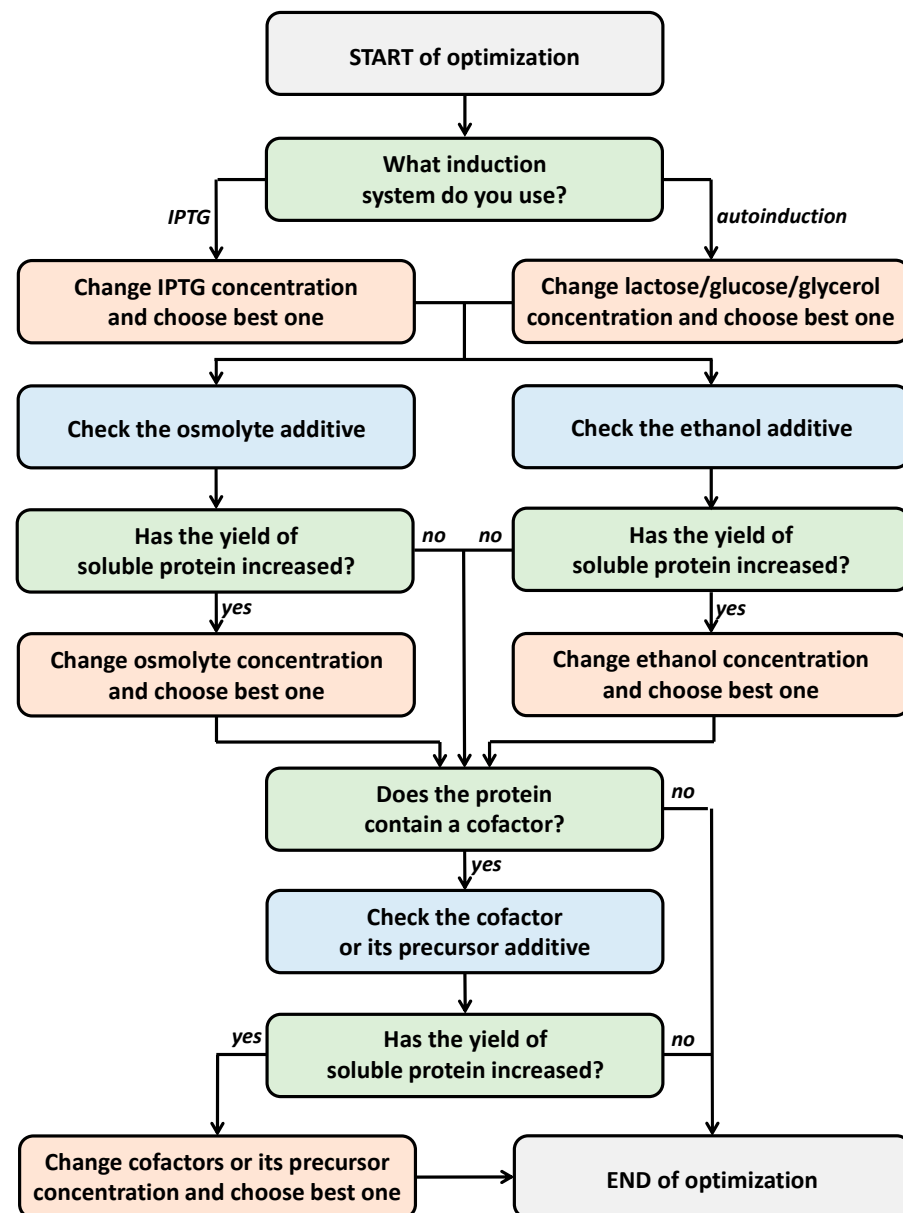 START of optimization
What induction
system do you use?
IPTG
autoinduction
Change IPTG concentration
and choose best one
Change lactose/glucose/glycerol
concentration and choose best one
Check the osmolyte additive
Check the ethanol additive
Has the yield of
soluble protein increased?
no
no
Has the yield of
soluble protein increased?
yes
yes
Change osmolyte concentration
and choose best one
Change ethanol concentration
and choose best one
Does the protein
contain a cofactor?
no
yes
Check the cofactor
or its precursor additive
yes
Has the yield of
soluble protein increased?
no
Change cofactors or its precursor
concentration and choose best one
END of optimization